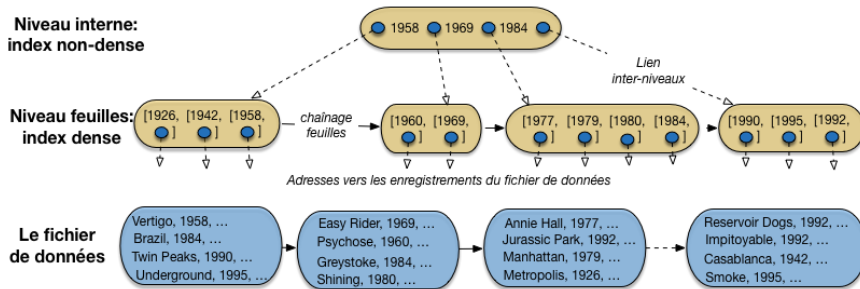 Niveau interne:
index non-dense
1958 1969 1984
Lien
inter-niveaux
Niveau feuilles:
index dense
[1926, ] [1942, ] [1958, ]
chaînage
feuilles
[1960, ] [1969, ]
[1977, ] [1979, ] [1980, ] [1984, ]
[1990, ] [1995, ] [1992, ]
Adresses vers les enregistrements du fichier de données
Le fichier
de données
Vertigo, 1958, ...
Brazil, 1984, ...
Twin Peaks, 1990, ...
Underground, 1995, ...
Easy Rider, 1969, ...
Psychose, 1960, ...
Greystoke, 1984, ...
Shining, 1980, ...
Annie Hall, 1977, ...
Jurassic Park, 1992, ...
Manhattan, 1979, ...
Metropolis, 1926, ...
Reservoir Dogs, 1992, ...
Impitoyable, 1992, ...
Casablanca, 1942, ...
Smoke, 1995, ...